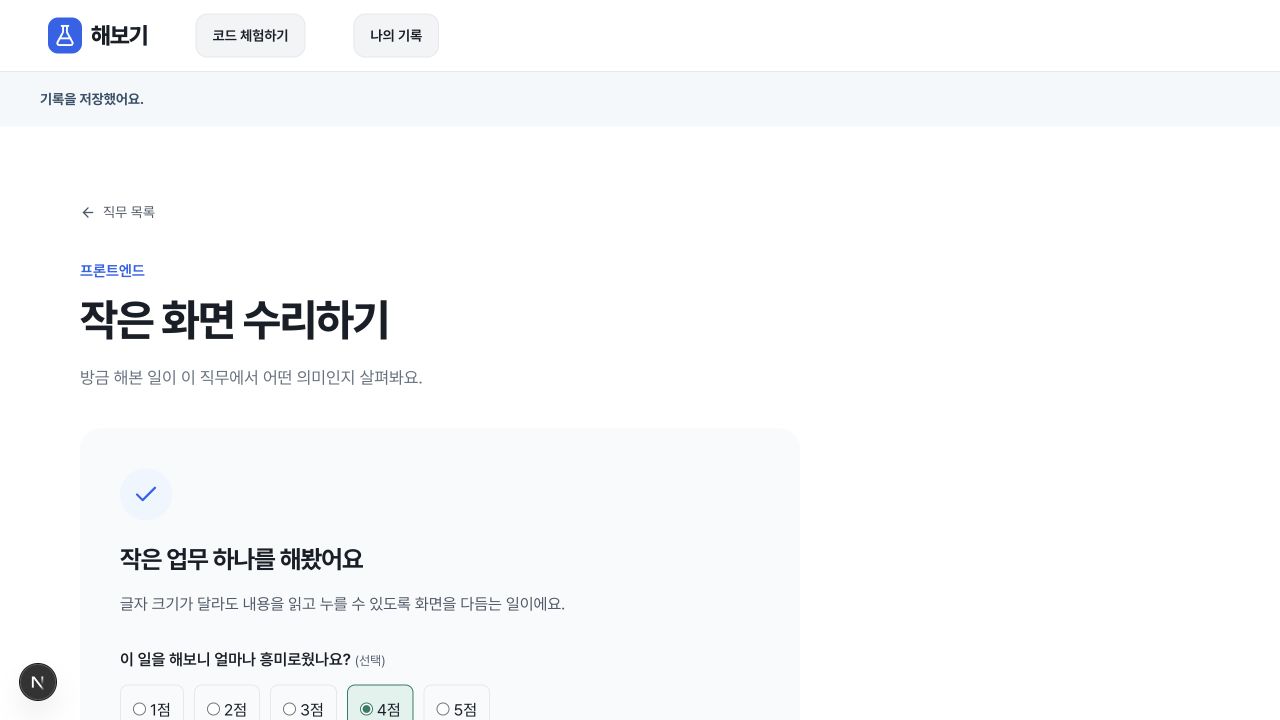 해보기
코드 체험하기
나의 기록
기록을 저장했어요.
← 직무 목록
프론트엔드
작은 화면 수리하기
방금 해본 일이 이 직무에서 어떤 의미인지 살펴봐요.
작은 업무 하나를 해봤어요
글자 크기가 달라도 내용을 읽고 누를 수 있도록 화면을 다듬는 일이에요.
이 일을 해보니 얼마나 흥미로웠나요? (선택)
1점 2점 3점 4점 5점
N